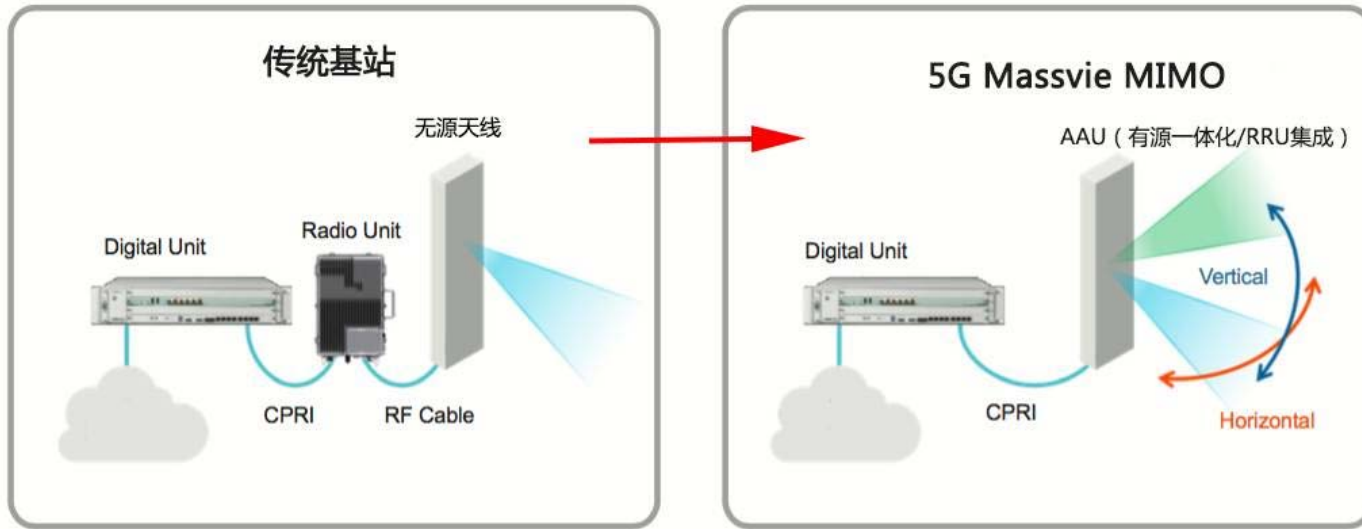 传统基站
无源天线
Radio Unit
Digital Unit
CPRI
RF Cable
5G Massvie MIMO
AAU（有源一体化/RRU集成）
Digital Unit
Vertical
CPRI
Horizontal